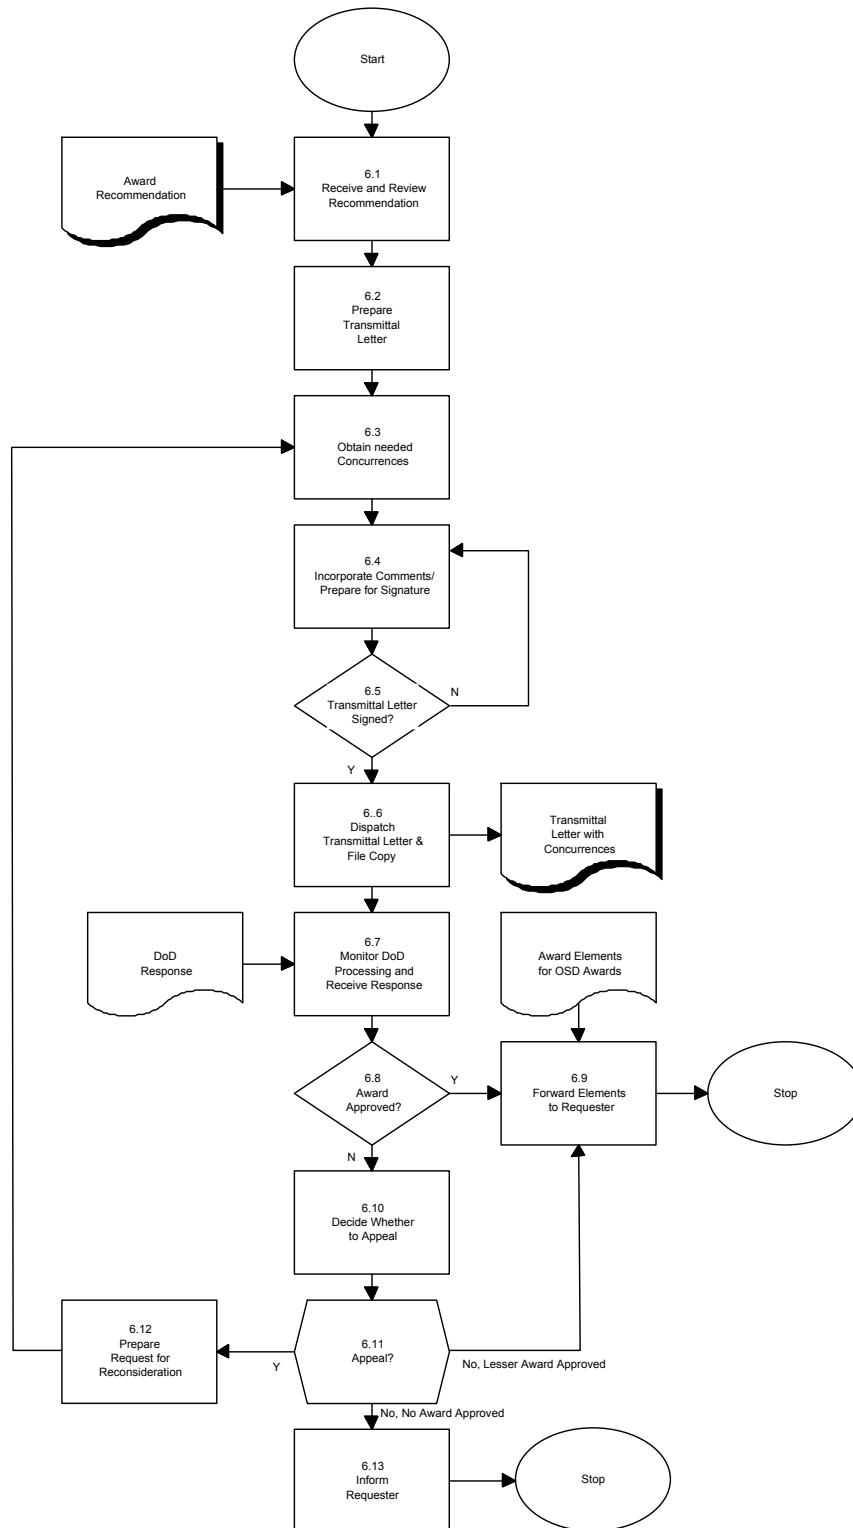 Start
Award
Recommendation
6.1
Receive and Review
Recommendation
6.2
Prepare
Transmittal
Letter
6.3
Obtain needed
Concurrences
6.4
Incorporate Comments/
Prepare for Signature
6.5
Transmittal Letter
Signed?
N
Y
6..6
Dispatch
Transmittal Letter &
File Copy
Transmittal
Letter with
Concurrences
DoD
Response
6.7
Monitor DoD
Processing and
Receive Response
Award Elements
for OSD Awards
6.8
Award
Approved?
Y
6.9
Forward Elements
to Requester
Stop
N
6.10
Decide Whether
to Appeal
6.12
Prepare
Request for
Reconsideration
Y
6.11
Appeal?
No, Lesser Award Approved
No, No Award Approved
6.13
Inform
Requester
Stop